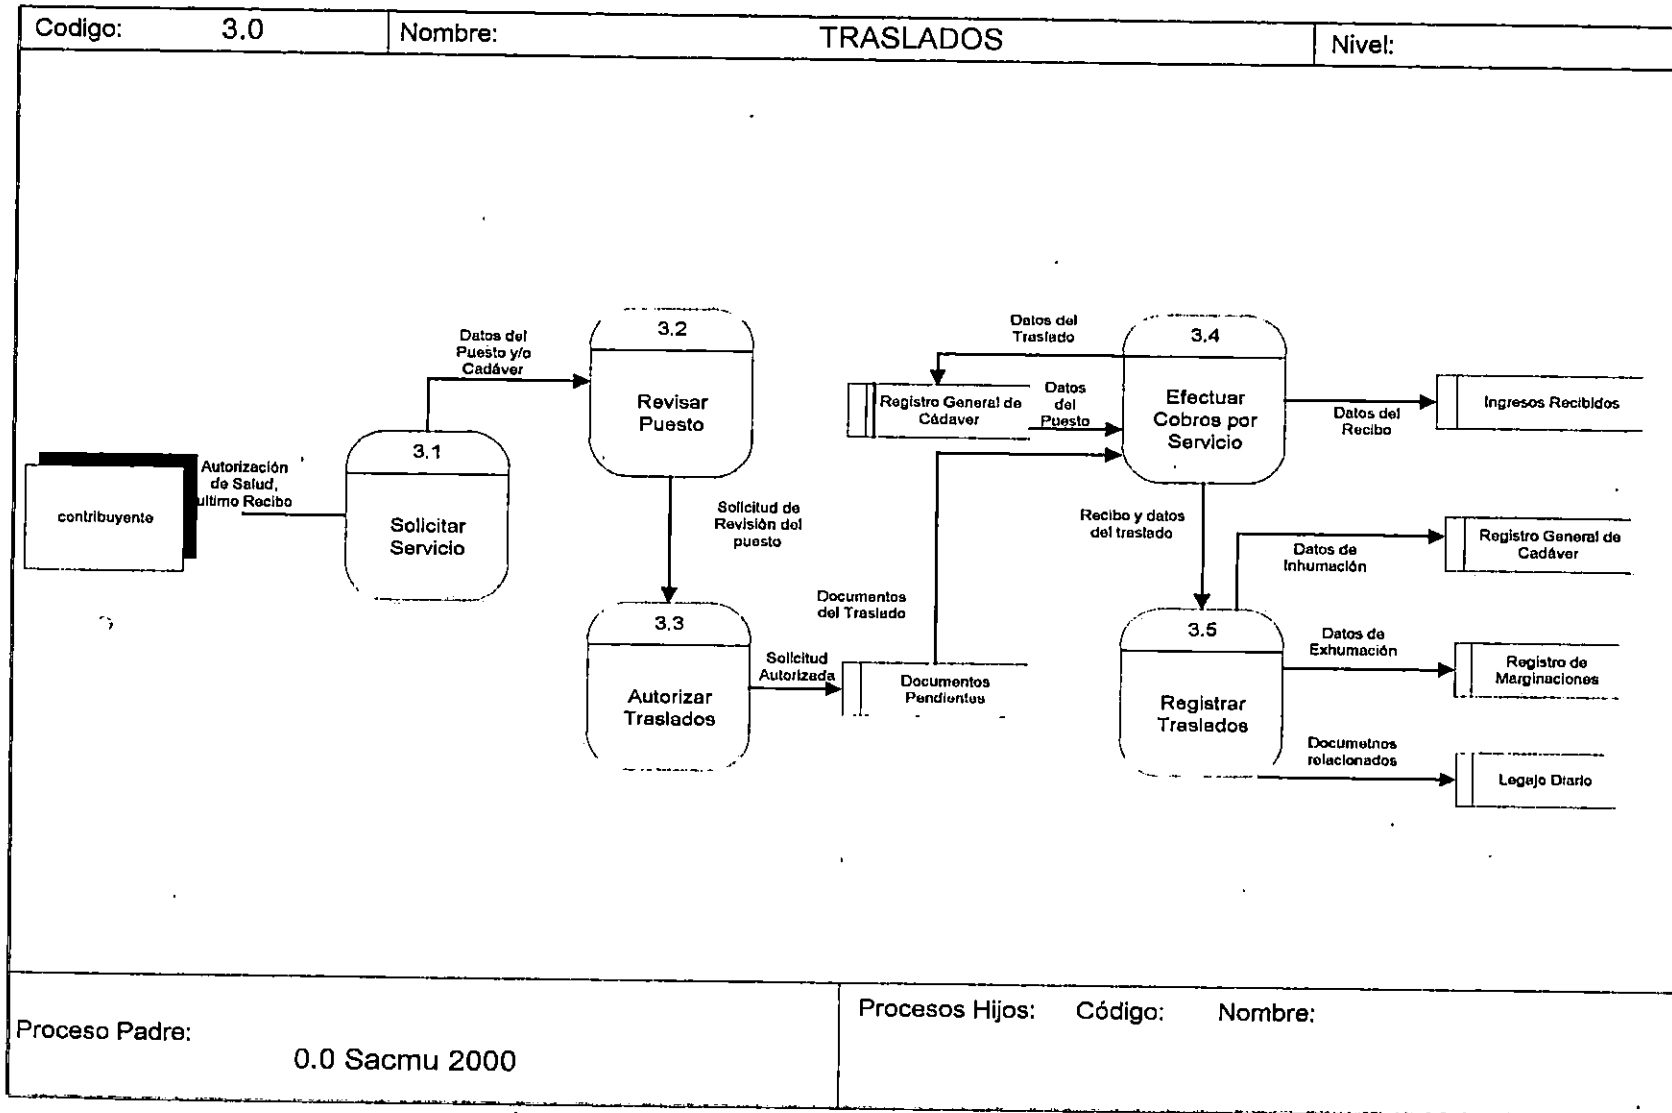 Codigo: 3.0 Nombre: TRASLADOS Nivel:
Datos del
Puesto y/o
Cadáver
3.2
Revisar
Puesto
Datos del
Traslado
3.4
Efectuar
Cobros por
Servicio
Registro General de
Cádaver
Datos
del
Puesto
Datos del
Recibo
Ingresos Recibidos
contribuyente
Autorización
de Salud,
ultimo Recibo
3.1
Solicitar
Servicio
Solicitud de
Revisión del
puesto
Recibo y datos
del traslado
Datos de
Inhumación
Registro General de
Cadáver
Documentos
del Traslado
3.3
Autorizar
Traslados
Solicitud
Autorizada
Documentos
Pendientes
3.5
Registrar
Traslados
Datos de
Exhumación
Registro de
Marginaciones
Documetnos
relacionados
Legajo Diario
Proceso Padre:
0.0 Sacmu 2000
Procesos Hijos: Código: Nombre: